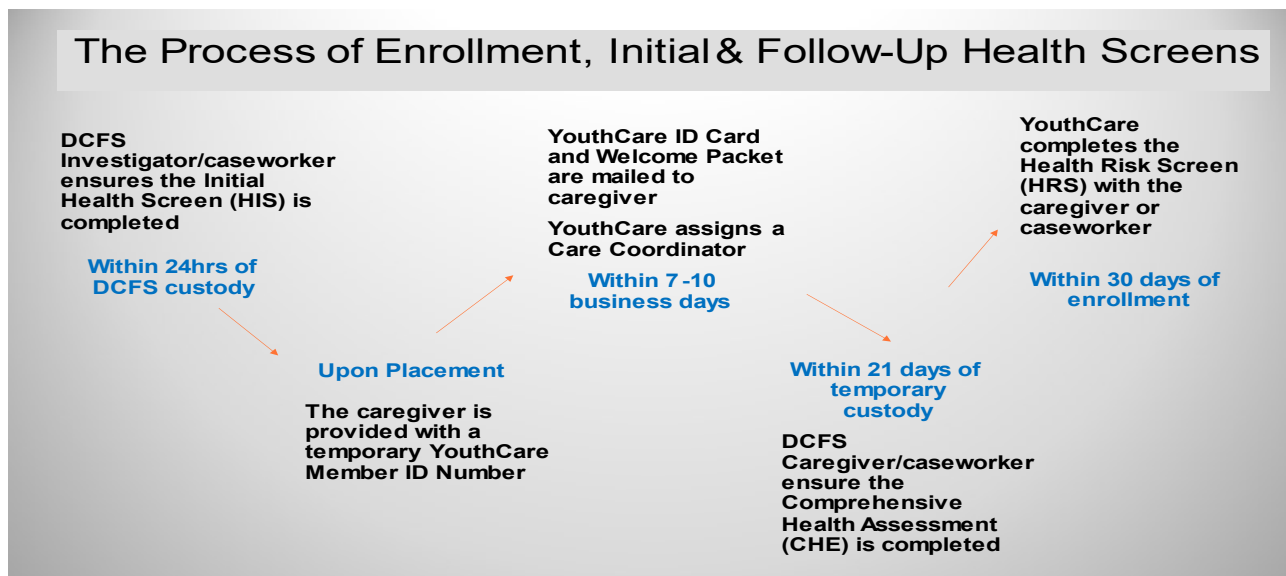 The Process of Enrollment, Initial & Follow-Up Health Screens
DCFS
Investigator/caseworker
ensures the Initial
Health Screen (HIS) is
completed
Within 24hrs of
DCFS custody
Upon Placement
The caregiver is
provided with a
temporary YouthCare
Member ID Number
YouthCare ID Card
and Welcome Packet
are mailed to
caregiver
YouthCare assigns a
Care Coordinator
Within 7-10
business days
Within 21 days of
temporary
custody
DCFS
Caregiver/caseworker
ensure the
Comprehensive
Health Assessment
(CHE) is completed
YouthCare
completes the
Health Risk Screen
(HRS) with the
caregiver or
caseworker
Within 30 days of
enrollment